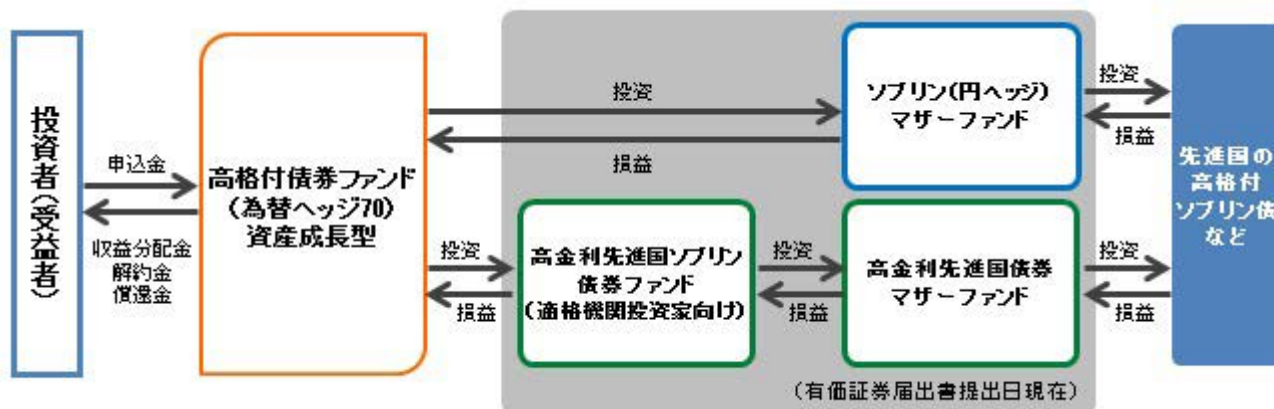 投資者(受益者)
申込金
収益分配金
解約金
償還金
高格付債券ファンド
(為替ヘッジ70)
資産成長型
投資
損益
投資
損益
高金利先進国ソブリン
債券ファンド
(適格機関投資家向け)
投資
損益
ソブリン(円ヘッジ)
マザーファンド
高金利先進国債券
マザーファンド
投資
損益
投資
損益
先進国の
高格付
ソブリン債
など
(有価証券届出書提出日現在)